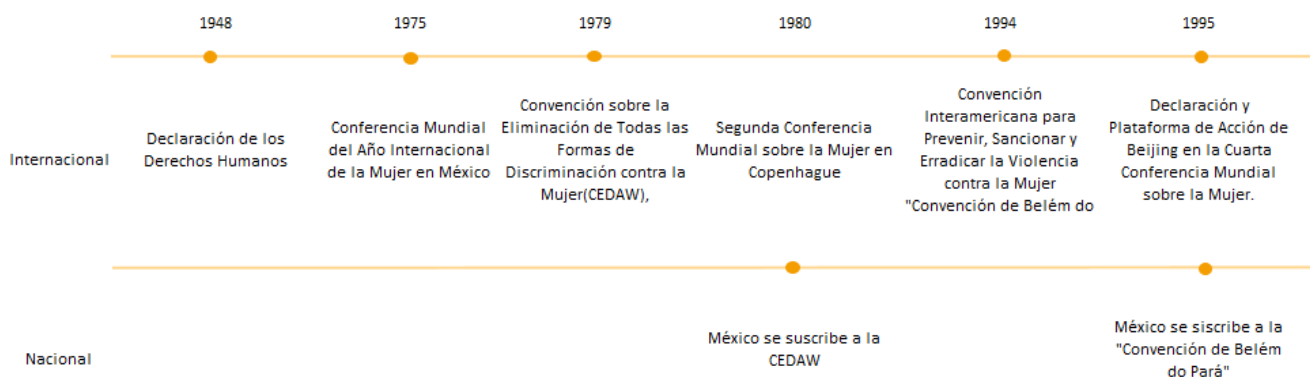 1948
1975
1979
1980
1994
1995
Internacional
Declaración de los
Derechos Humanos
Conferencia Mundial
del Año Internacional
de la Mujer en México
Convención sobre la
Eliminación de Todas las
Formas de
Discriminación contra la
Mujer(CEDAW),
Segunda Conferencia
Mundial sobre la Mujer en
Copenhague
Convención
Interamericana para
Prevenir, Sancionar y
Erradicar la Violencia
contra la Mujer
"Convención de Belém do
Declaración y
Plataforma de Acción de
Beijing en la Cuarta
Conferencia Mundial
sobre la Mujer.
Nacional
México se suscribe a la
CEDAW
México se siscribe a la
"Convención de Belém
do Pará"